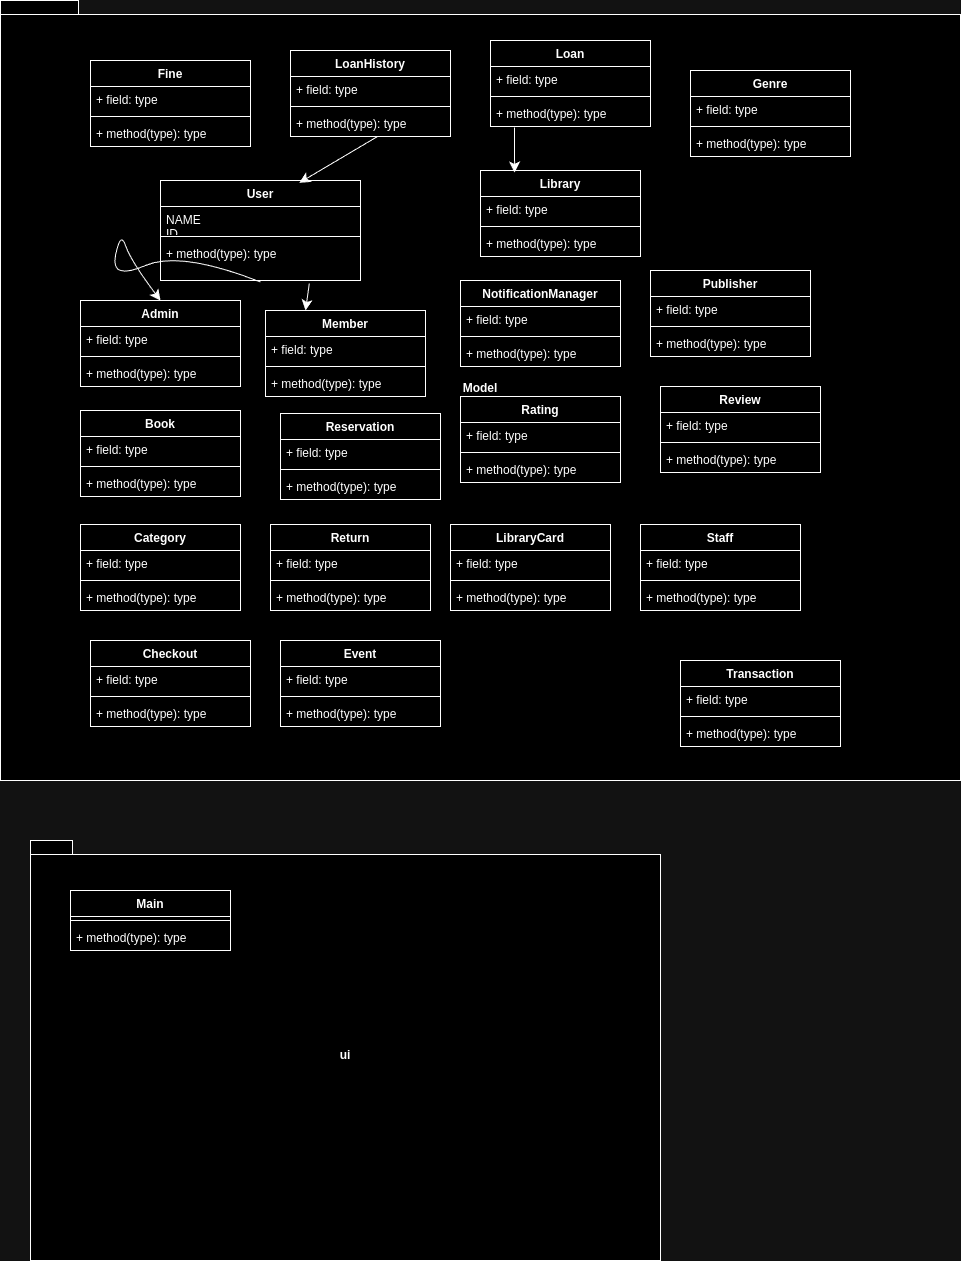 Fine
+ field: type
+ method(type): type
LoanHistory
+ field: type
+ method(type): type
Loan
+ field: type
+ method(type): type
Genre
+ field: type
+ method(type): type
User
NAME
ID
+ method(type): type
Library
+ field: type
+ method(type): type
Admin
+ field: type
+ method(type): type
Member
+ field: type
+ method(type): type
NotificationManager
+ field: type
+ method(type): type
Publisher
+ field: type
+ method(type): type
Model
Book
+ field: type
+ method(type): type
Reservation
+ field: type
+ method(type): type
Rating
+ field: type
+ method(type): type
Review
+ field: type
+ method(type): type
Category
+ field: type
+ method(type): type
Return
+ field: type
+ method(type): type
LibraryCard
+ field: type
+ method(type): type
Staff
+ field: type
+ method(type): type
Checkout
+ field: type
+ method(type): type
Event
+ field: type
+ method(type): type
Transaction
+ field: type
+ method(type): type
Main
+ method(type): type
ui